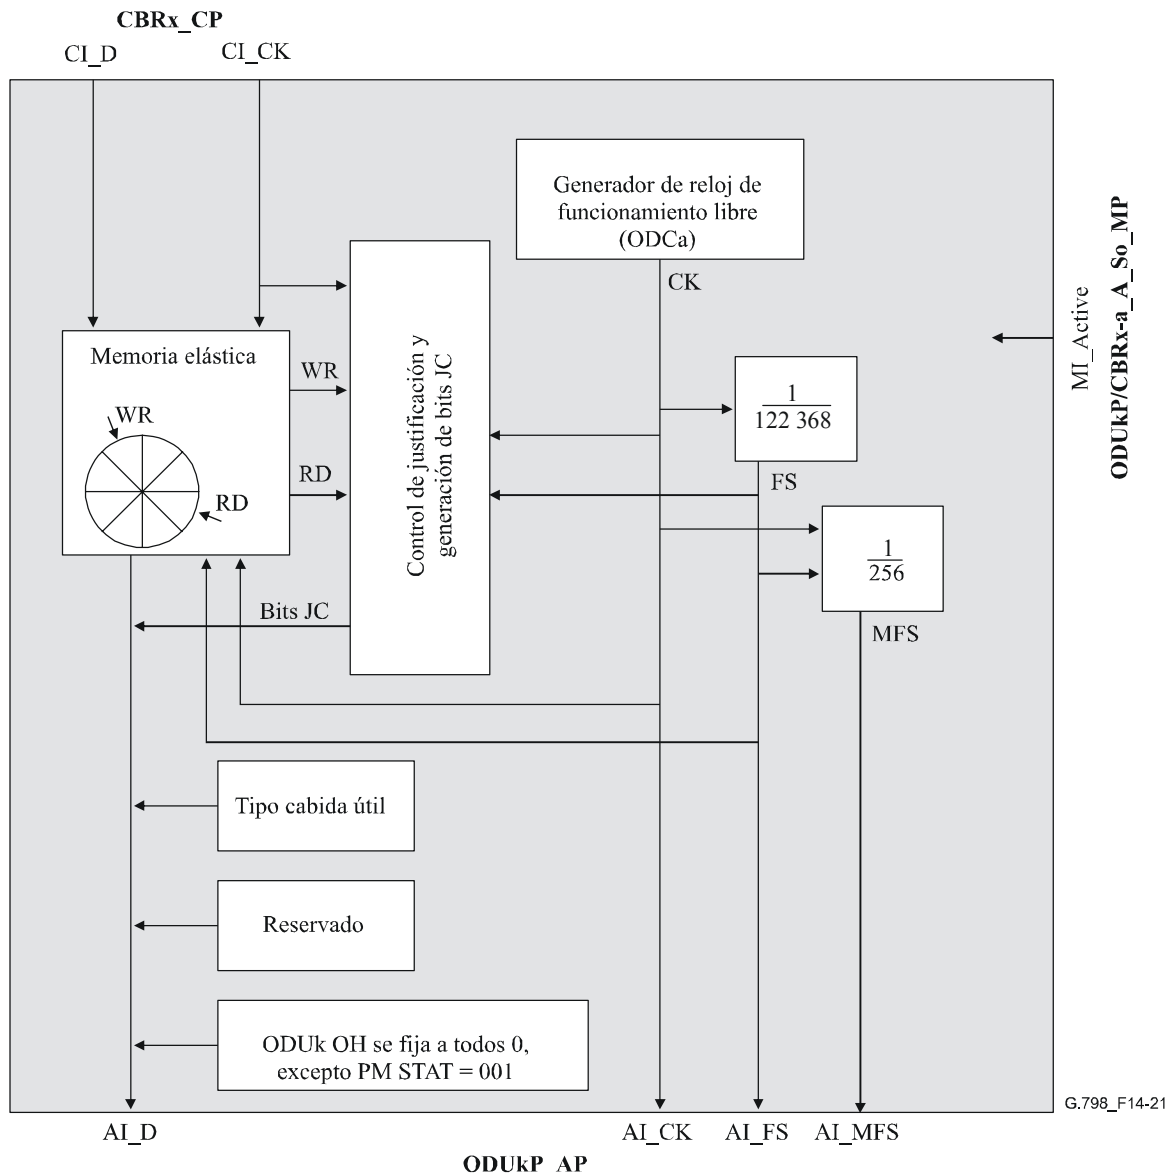 CBRx_CP
CI_D
CI_CK
Generador de reloj de
funcionamiento libre
(ODCa)
CK
Memoria elástica
WR
RD
WR
RD
Control de justificación y
generación de bits JC
1
122 368
FS
1
256
MFS
MI_Active
ODUkP/CBRx-a_A_So_MP
Bits JC
Tipo cabida útil
Reservado
ODUk OH se fija a todos 0,
excepto PM STAT = 001
G.798_F14-21
AI_D
AI_CK
AI_FS
AI_MFS
ODUkP_AP